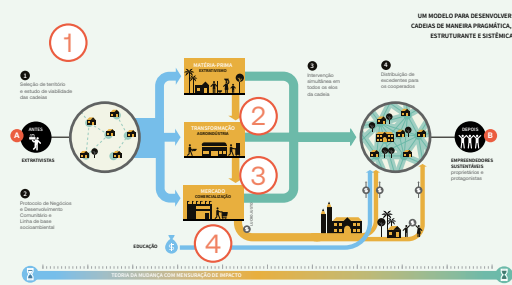 UM MODELO PARA DESENVOLVER
CADEIAS DE MANEIRA PRAGMÁTICA,
ESTRUTURANTE E SISTÊMICA
1
1
Seleção de território
e estudo de viabilidade
das cadeias
MATÉRIA-PRIMA
EXTRATIVISMO
3
Intervenção
simultânea em
todos os elos
da cadeia
4
Distribuição de
excedentes para
os cooperados
2
A
ANTES
EXTRATIVISTAS
TRANSFORMAÇÃO
AGROINDÚSTRIA
DEPOIS
B
EMPREENDEDORES
SUSTENTÁVEIS
proprietários e
protagonistas
3
2
Protocolo de Negócios
e Desenvolvimento
Comunitário e
Linha de base
socioambiental
MERCADO
COMERCIALIZAÇÃO
4
EDUCAÇÃO
TEORIA DA MUDANÇA COM MENSURAÇÃO DE IMPACTO